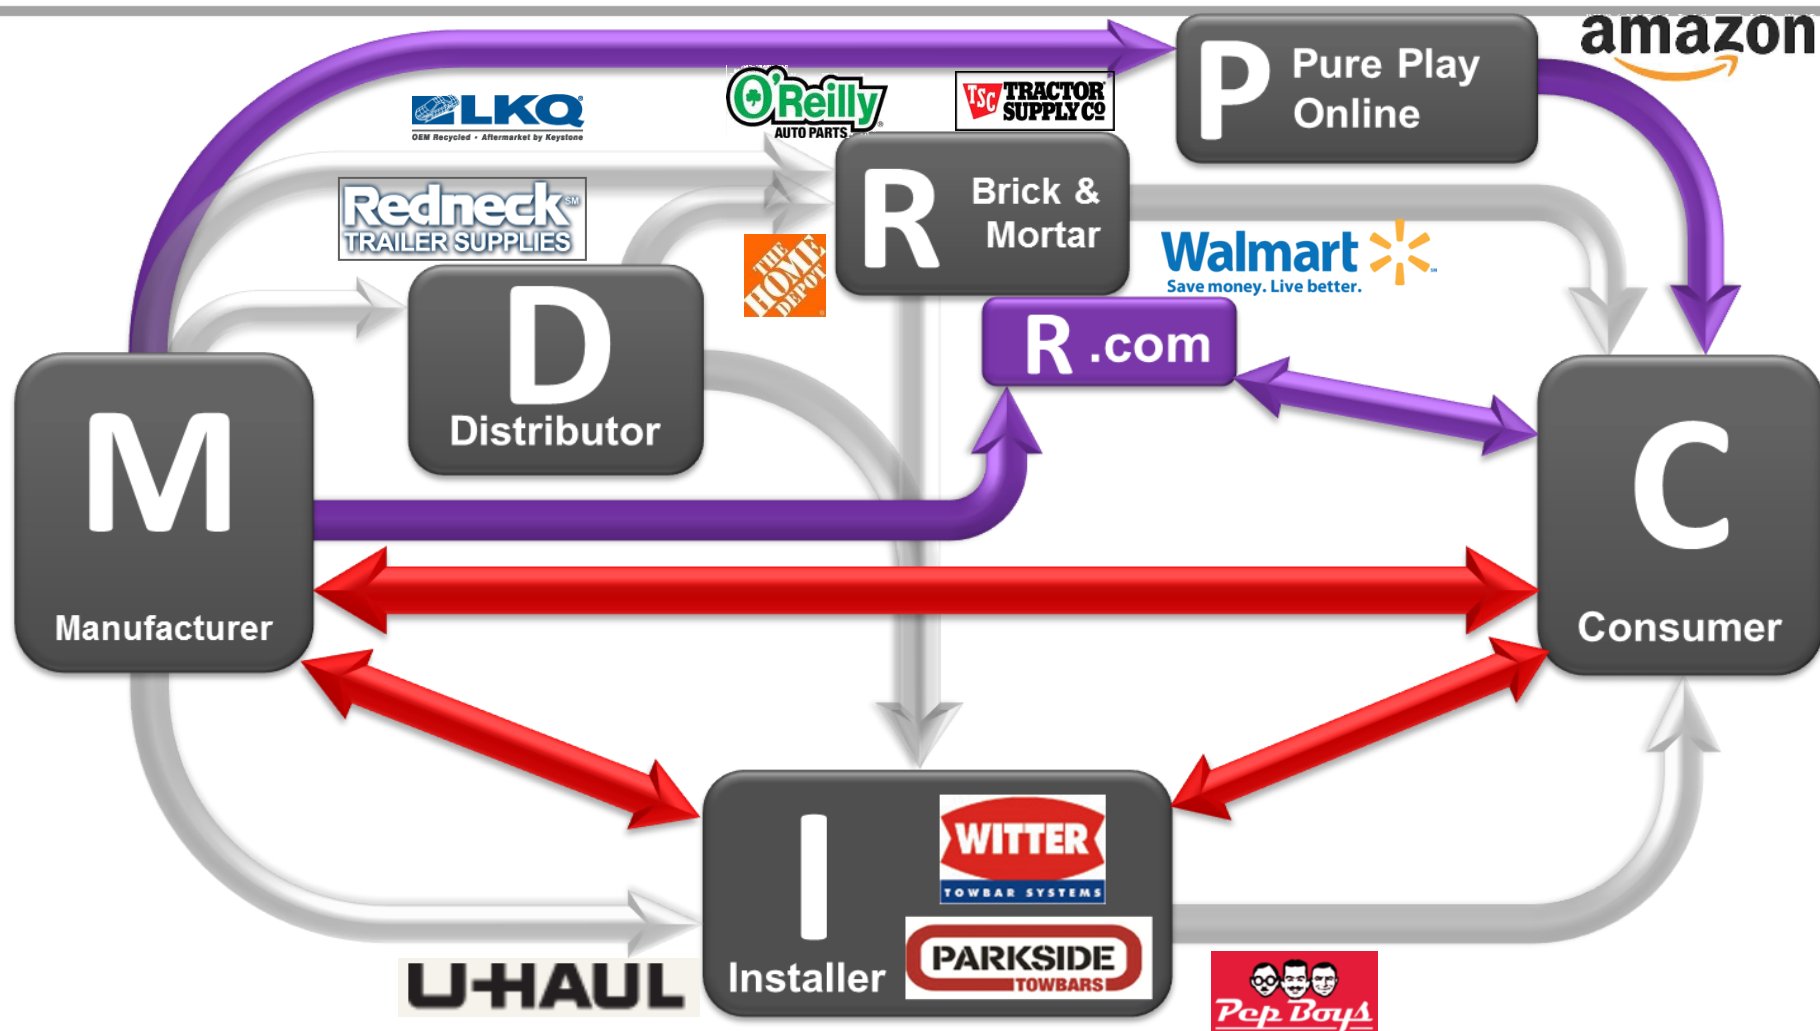 amazon
P Pure Play
Online
LKQ
OEM Recycled • Aftermarket by Keystone
O'Reilly
AUTO PARTS
TSC TRACTOR
SUPPLY CO
Redneck SM
TRAILER SUPPLIES
R Brick &
Mortar
THE
HOME
DEPOT
Walmart
Save money. Live better.
R .com
D
Distributor
M
Manufacturer
C
Consumer
I
Installer
WITTER
TOWBAR SYSTEMS
PARKSIDE
TOWBARS
U-HAUL
Pep Boys